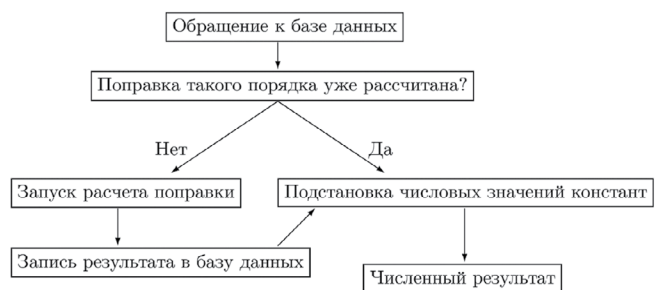 Обращение к базе данных
Поправка такого порядка уже рассчитана?
Нет
Да
Запуск расчета поправки
Подстановка числовых значений констант
Запись результата в базу данных
Численный результат